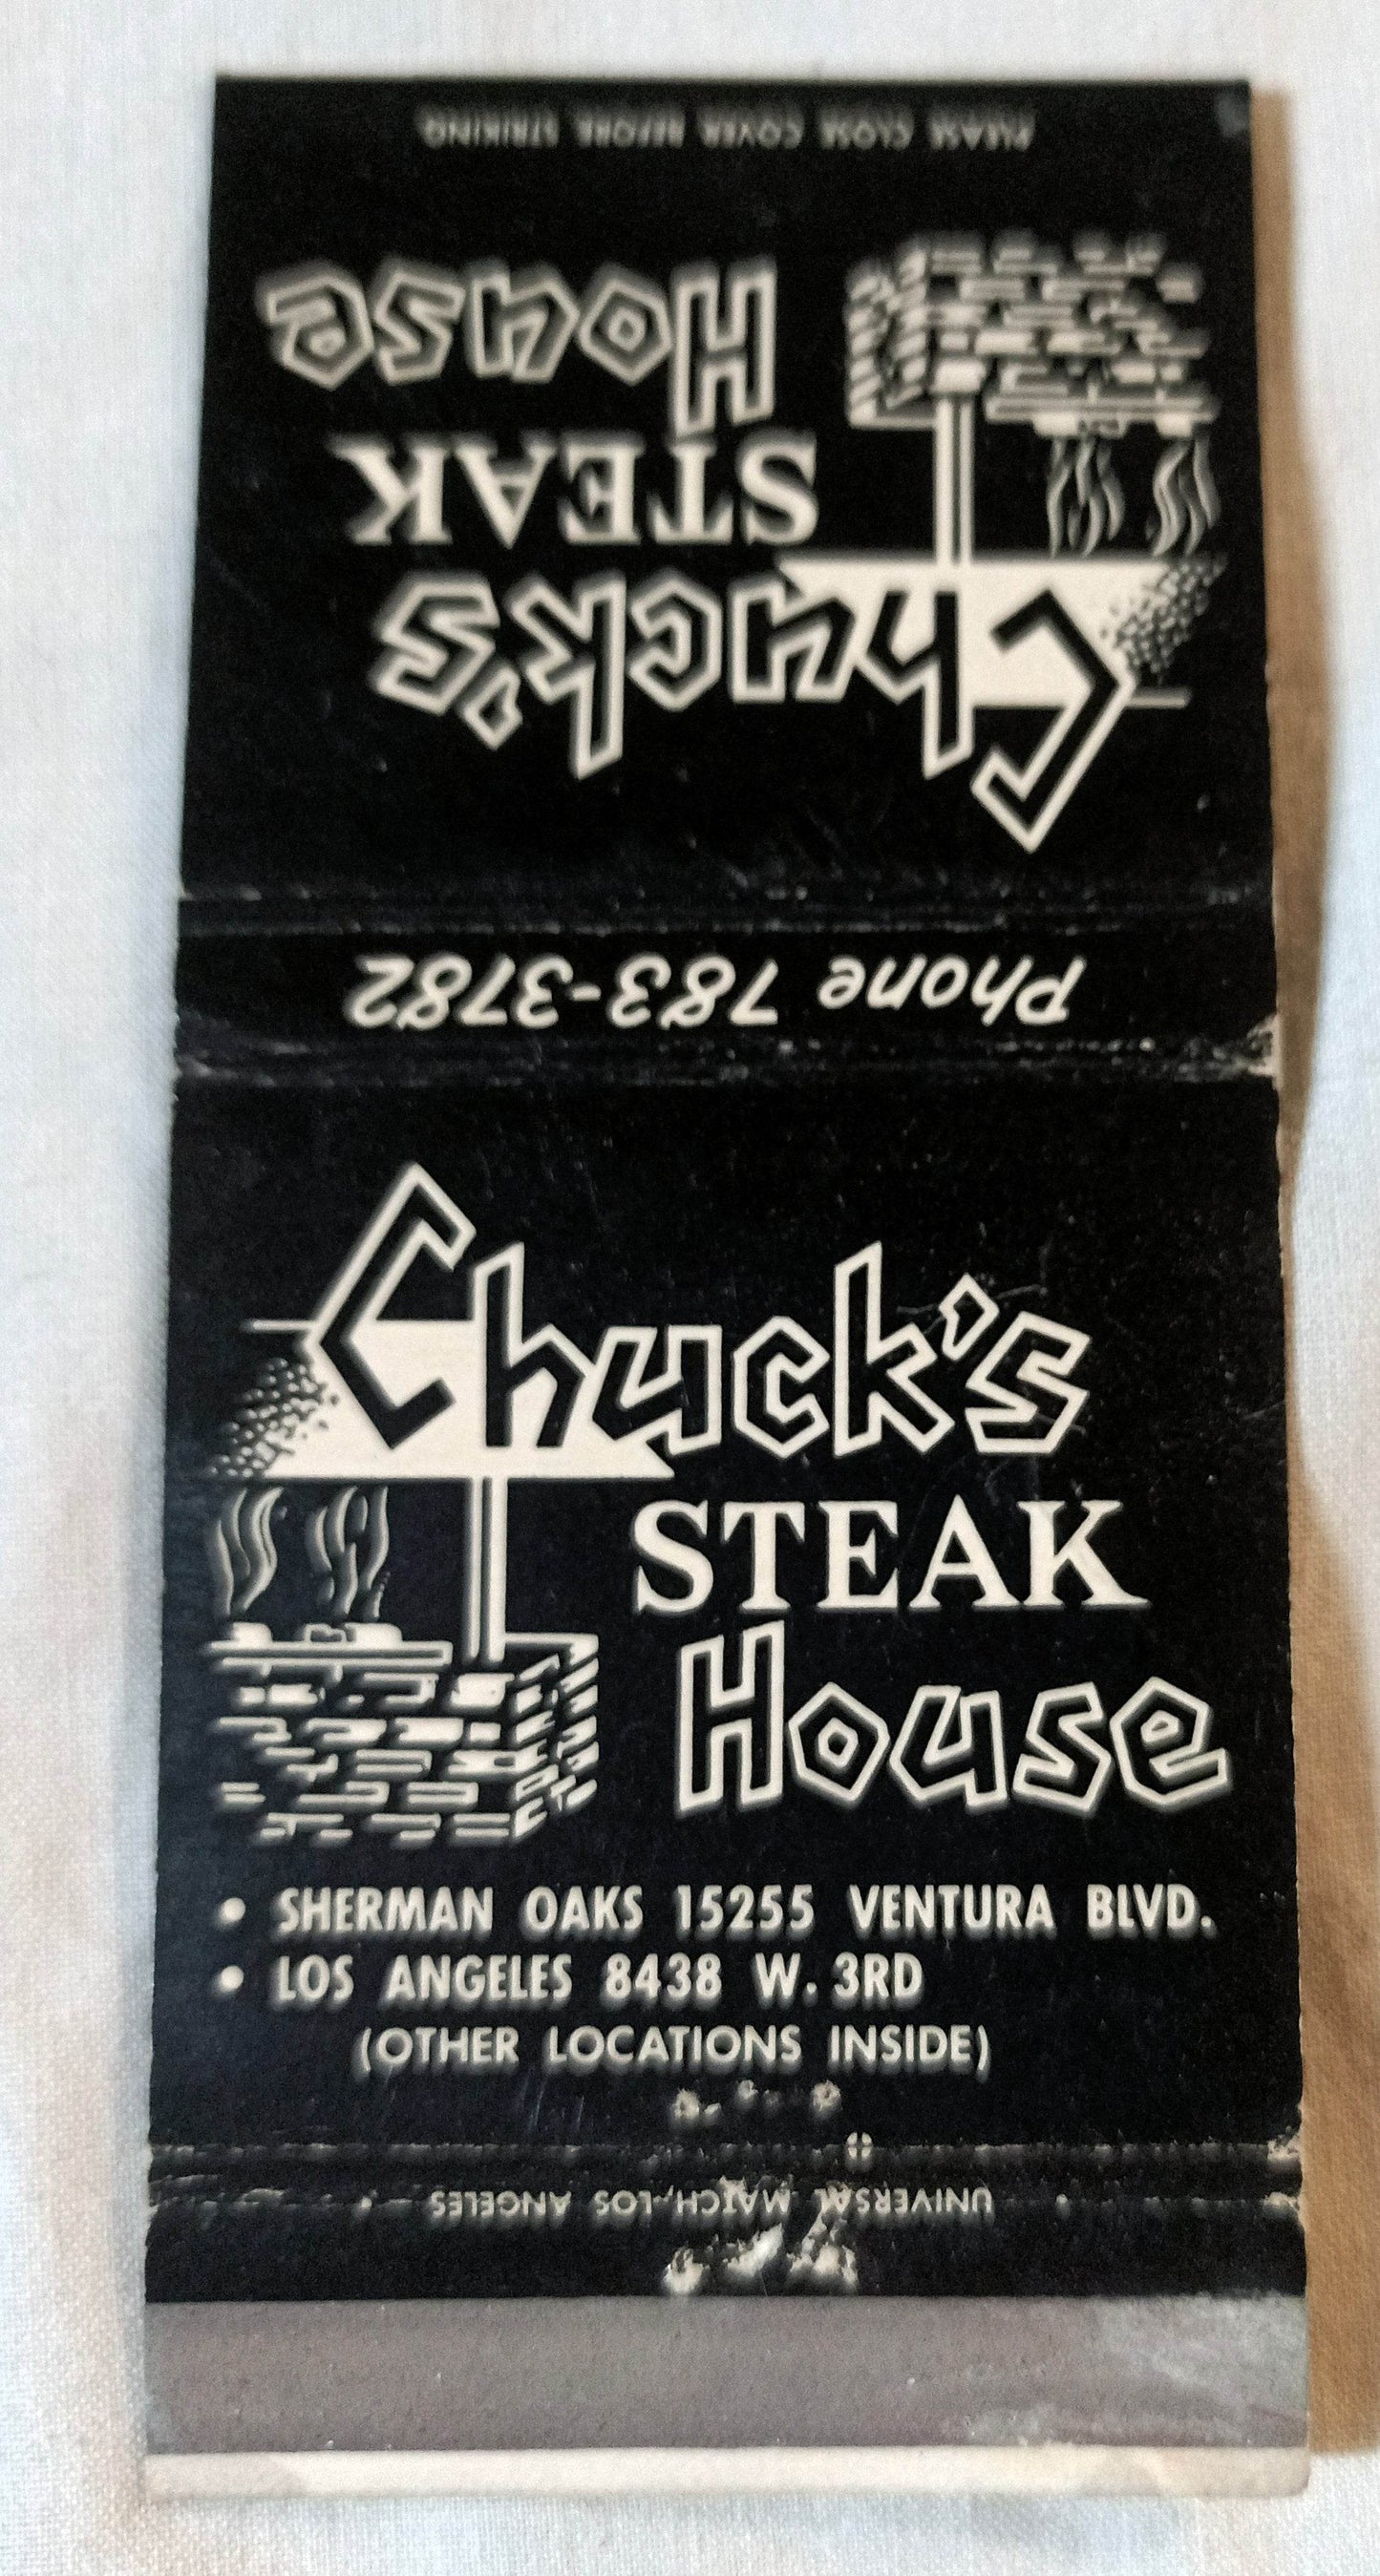 PLEASE CLOSE COVER BEFORE STRIKING
Chuck's
STEAK
House
Phone 783-3782
Chuck's
STEAK
House
• SHERMAN OAKS 15255 VENTURA BLVD.
• LOS ANGELES 8438 W. 3RD
(OTHER LOCATIONS INSIDE)
UNIVERSAL MATCH, LOS ANGELES